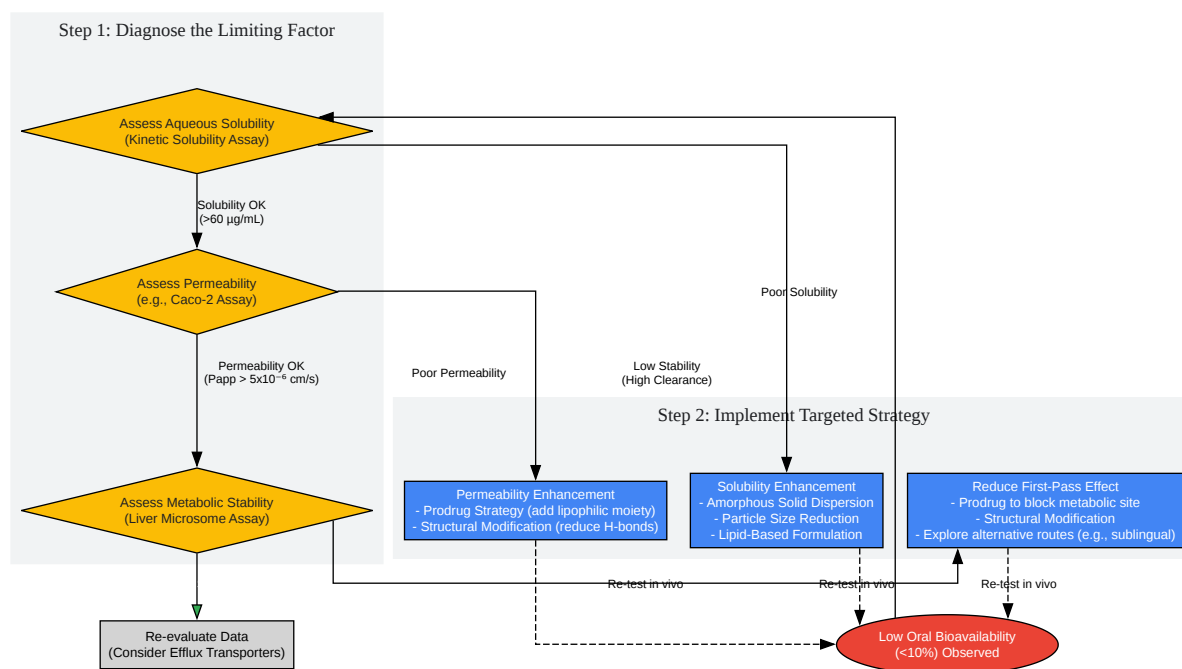 Step 1: Diagnose the Limiting Factor
Assess Aqueous Solubility
(Kinetic Solubility Assay)
Solubility OK
(>60 µg/mL)
Assess Permeability
(e.g., Caco-2 Assay)
Poor Solubility
Permeability OK
(Papp > 5x10⁻⁶ cm/s)
Poor Permeability
Low Stability
(High Clearance)
Step 2: Implement Targeted Strategy
Assess Metabolic Stability
(Liver Microsome Assay)
Permeability Enhancement
- Prodrug Strategy (add lipophilic moiety)
- Structural Modification (reduce H-bonds)
Solubility Enhancement
- Amorphous Solid Dispersion
- Particle Size Reduction
- Lipid-Based Formulation
Reduce First-Pass Effect
- Prodrug to block metabolic site
- Structural Modification
- Explore alternative routes (e.g., sublingual)
Re-test in vivo
Re-test in vivo
Re-test in vivo
Re-evaluate Data
(Consider Efflux Transporters)
Low Oral Bioavailability
(<10%) Observed